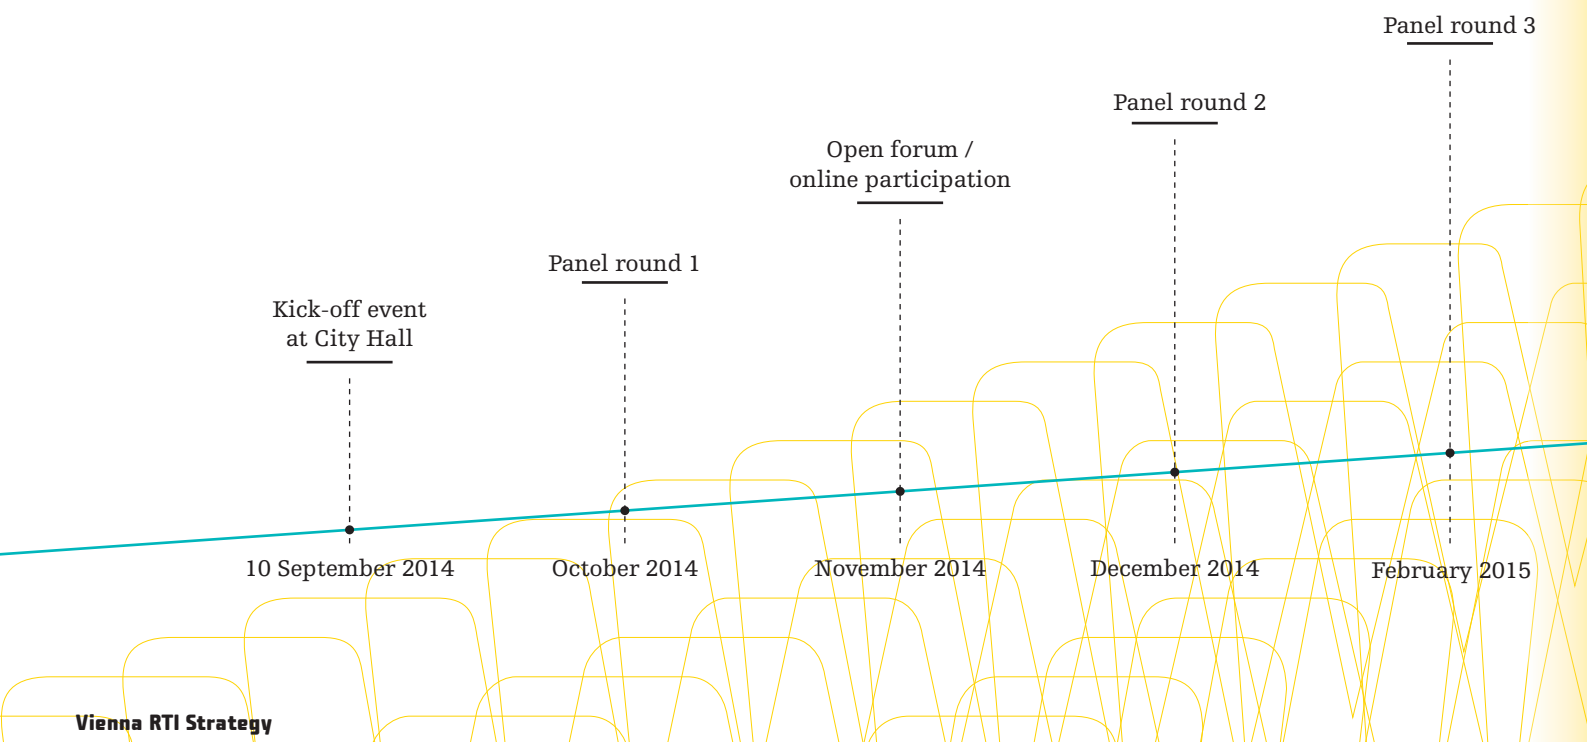 Kick-off event
at City Hall
10 September 2014
Panel round 1
October 2014
Open forum /
online participation
November 2014
Panel round 2
December 2014
Panel round 3
February 2015
Vienna RTI Strategy